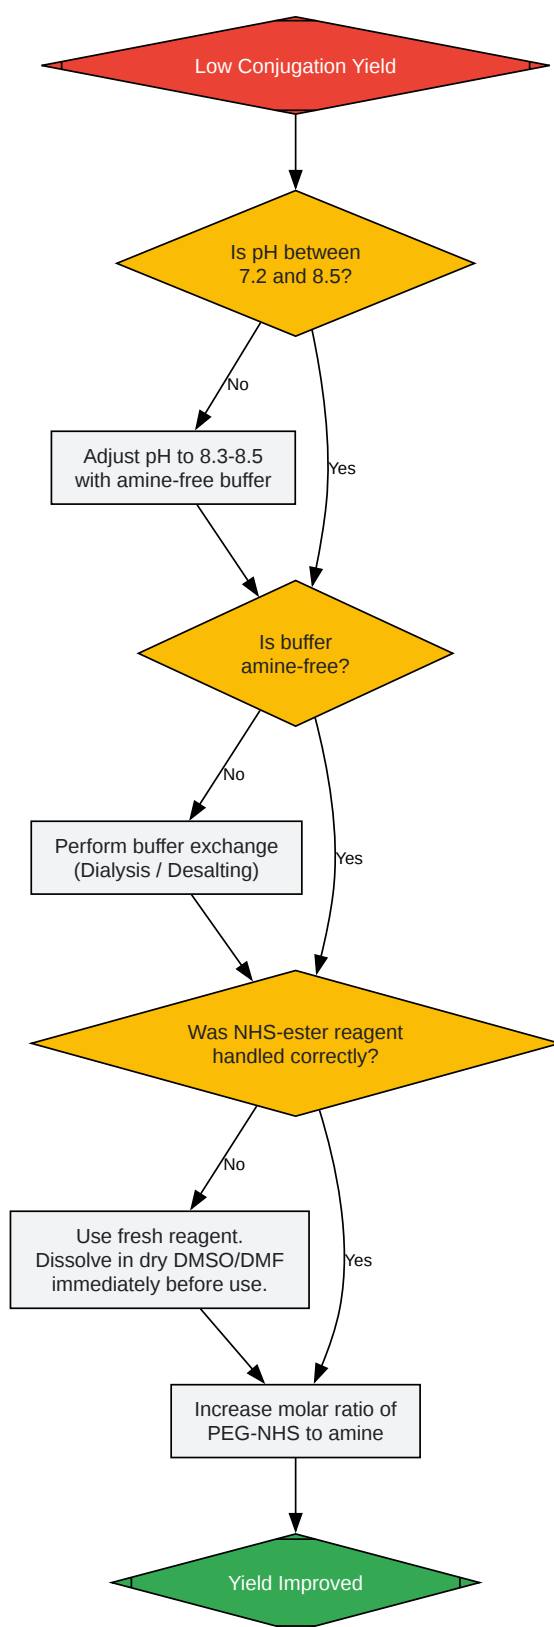 Low Conjugation Yield
Is pH between
7.2 and 8.5?
No
Adjust pH to 8.3-8.5
with amine-free buffer
Yes
Is buffer
amine-free?
No
Perform buffer exchange
(Dialysis / Desalting)
Yes
Was NHS-ester reagent
handled correctly?
No
Use fresh reagent.
Dissolve in dry DMSO/DMF
immediately before use.
Yes
Increase molar ratio of
PEG-NHS to amine
Yield Improved